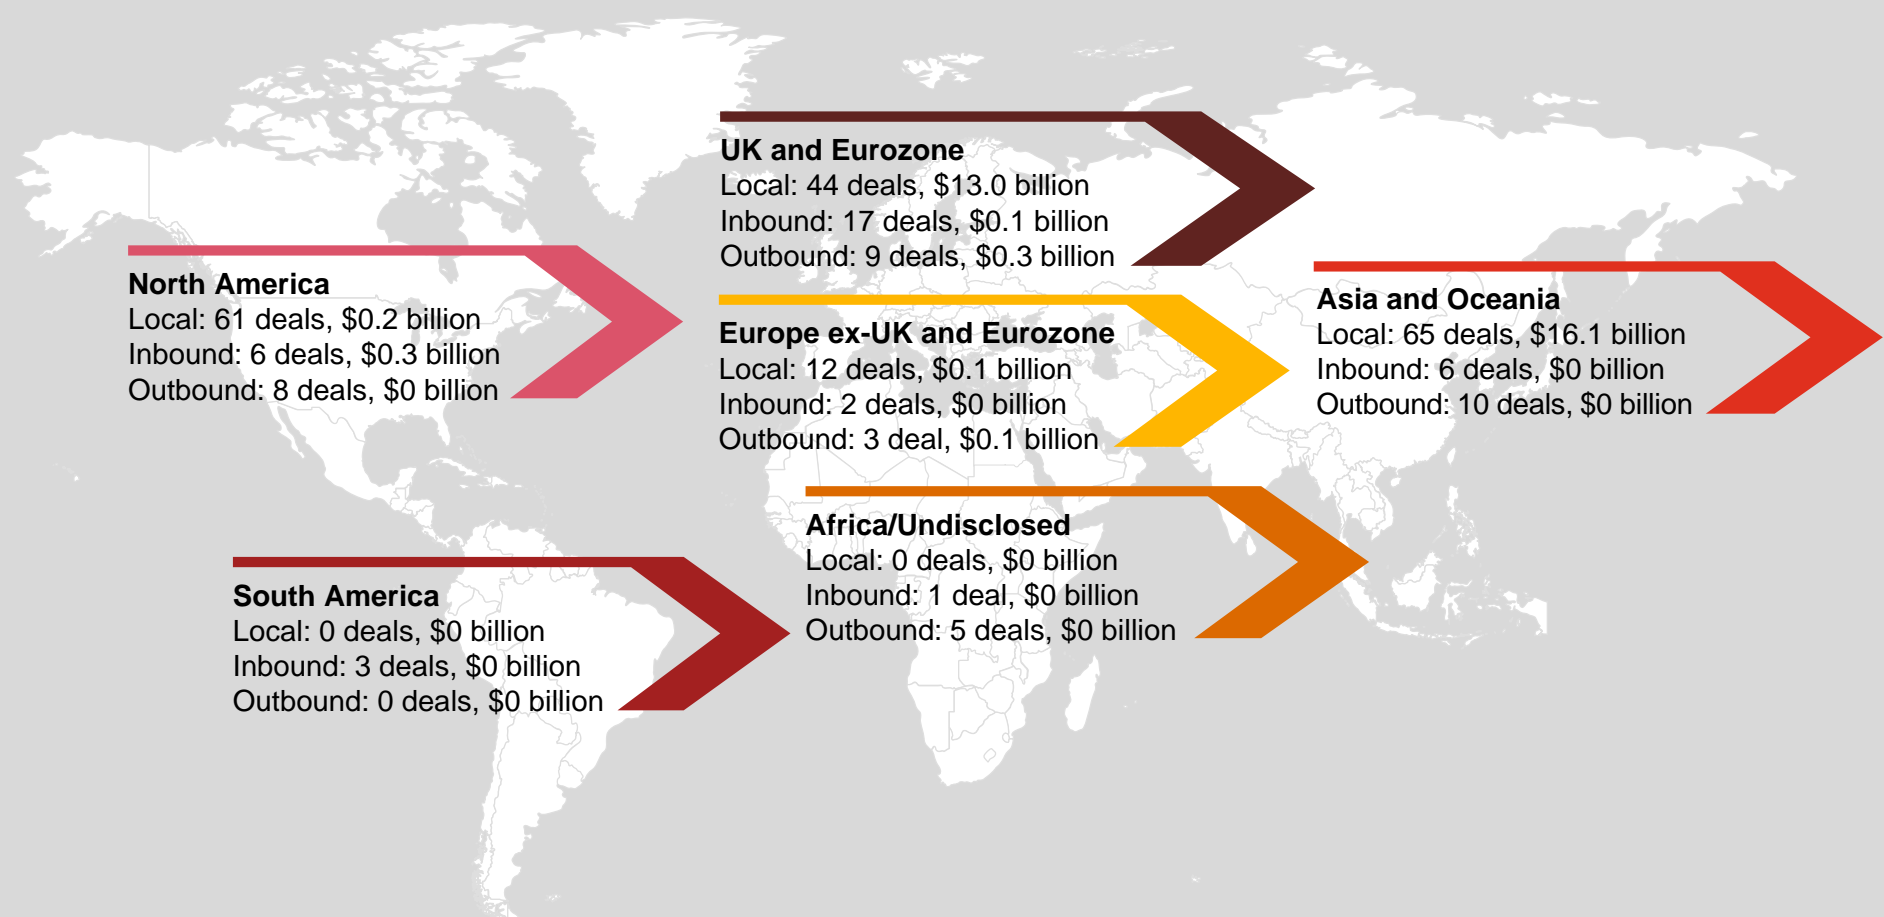 UK and Eurozone
Local: 44 deals, $13.0 billion
Inbound: 17 deals, $0.1 billion
Outbound: 9 deals, $0.3 billion
North America
Local: 61 deals, $0.2 billion
Inbound: 6 deals, $0.3 billion
Outbound: 8 deals, $0 billion
Europe ex-UK and Eurozone
Local: 12 deals, $0.1 billion
Inbound: 2 deals, $0 billion
Outbound: 3 deal, $0.1 billion
Asia and Oceania
Local: 65 deals, $16.1 billion
Inbound: 6 deals, $0 billion
Outbound: 10 deals, $0 billion
Africa/Undisclosed
Local: 0 deals, $0 billion
Inbound: 1 deal, $0 billion
Outbound: 5 deals, $0 billion
South America
Local: 0 deals, $0 billion
Inbound: 3 deals, $0 billion
Outbound: 0 deals, $0 billion